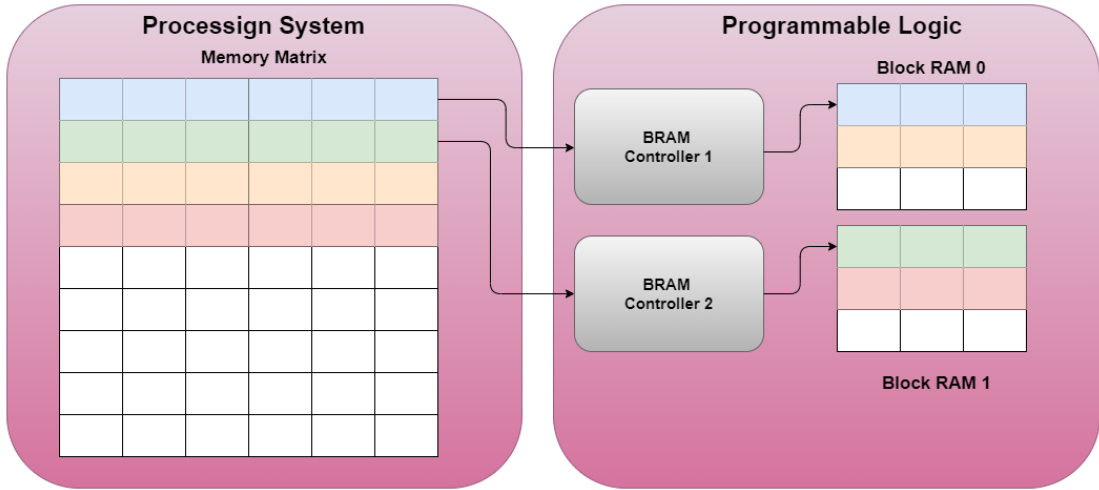 Processign System
Memory Matrix
Programmable Logic
Block RAM 0
BRAM
Controller 1
BRAM
Controller 2
Block RAM 1